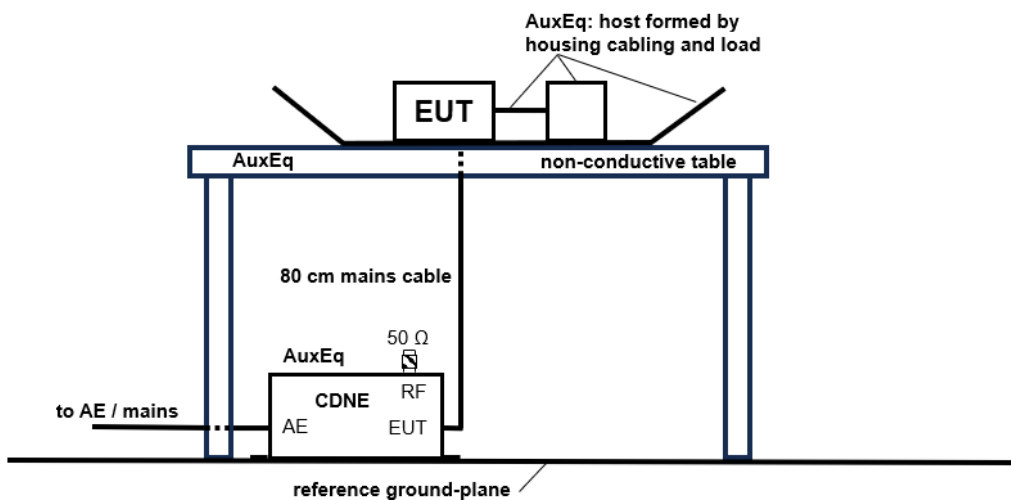 AuxEq: host formed by
housing cabling and load
EUT
AuxEq
non-conductive table
80 cm mains cable
50 Ω
AuxEq
RF
CDNE
to AE / mains
AE
EUT
reference ground-plane